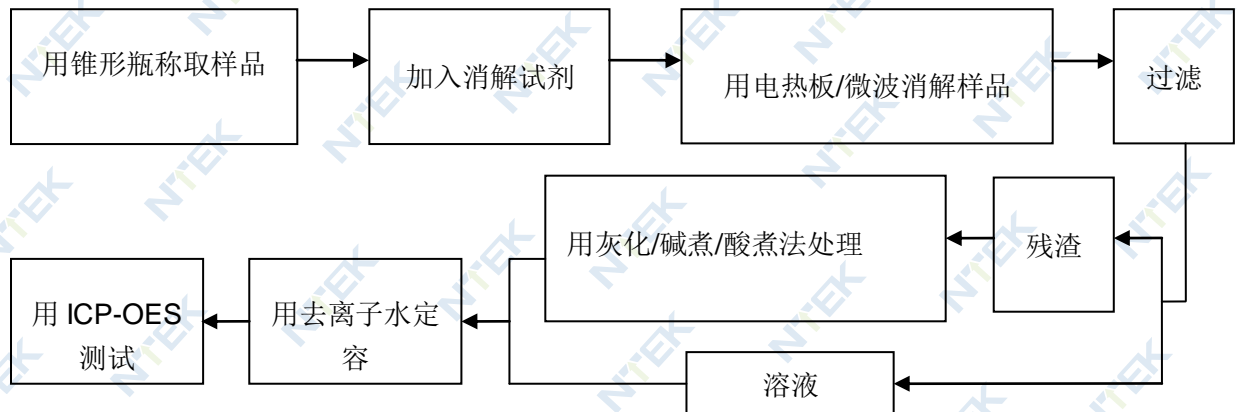 用锥形瓶称取样品
加入消解试剂
用电热板/微波消解样品
过滤
残渣
用灰化/碱煮/酸煮法处理
溶液
用去离子水定
容
用 ICP-OES
测试
NTEK